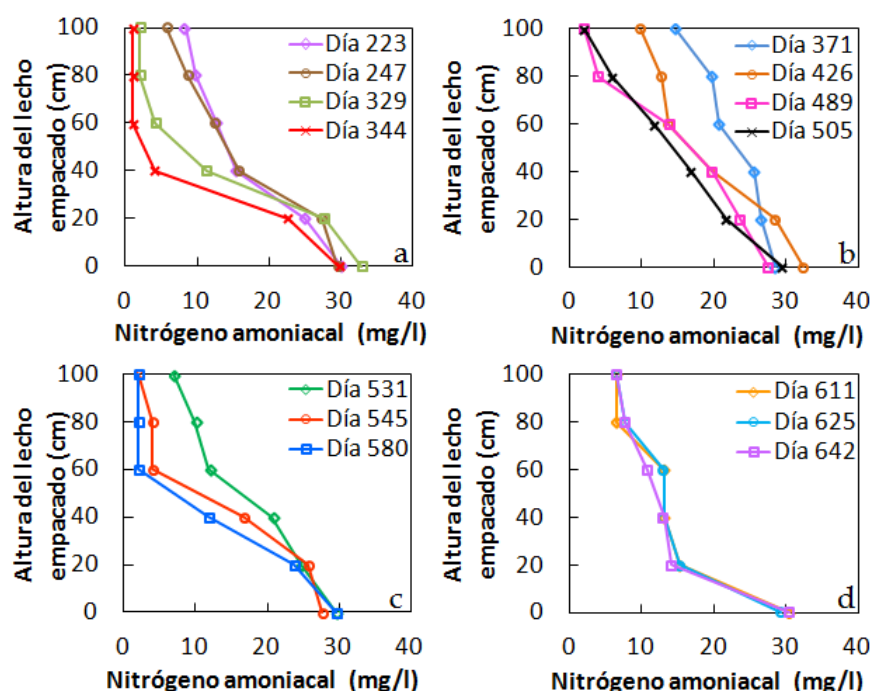 Altura del lecho
empacado (cm)
100
80
60
40
20
0
0 10 20 30 40
Nitrógeno amoniacal (mg/l)
Día 223
Día 247
Día 329
Día 344
a
Altura del lecho
empacado (cm)
100
80
60
40
20
0
0 10 20 30 40
Nitrógeno amoniacal (mg/l)
Día 371
Día 426
Día 489
Día 505
b
Altura del lecho
empacado (cm)
100
80
60
40
20
0
0 10 20 30 40
Nitrógeno amoniacal (mg/l)
Día 531
Día 545
Día 580
c
Altura del lecho
empacado (cm)
100
80
60
40
20
0
0 10 20 30 40
Nitrógeno amoniacal (mg/l)
Día 611
Día 625
Día 642
d